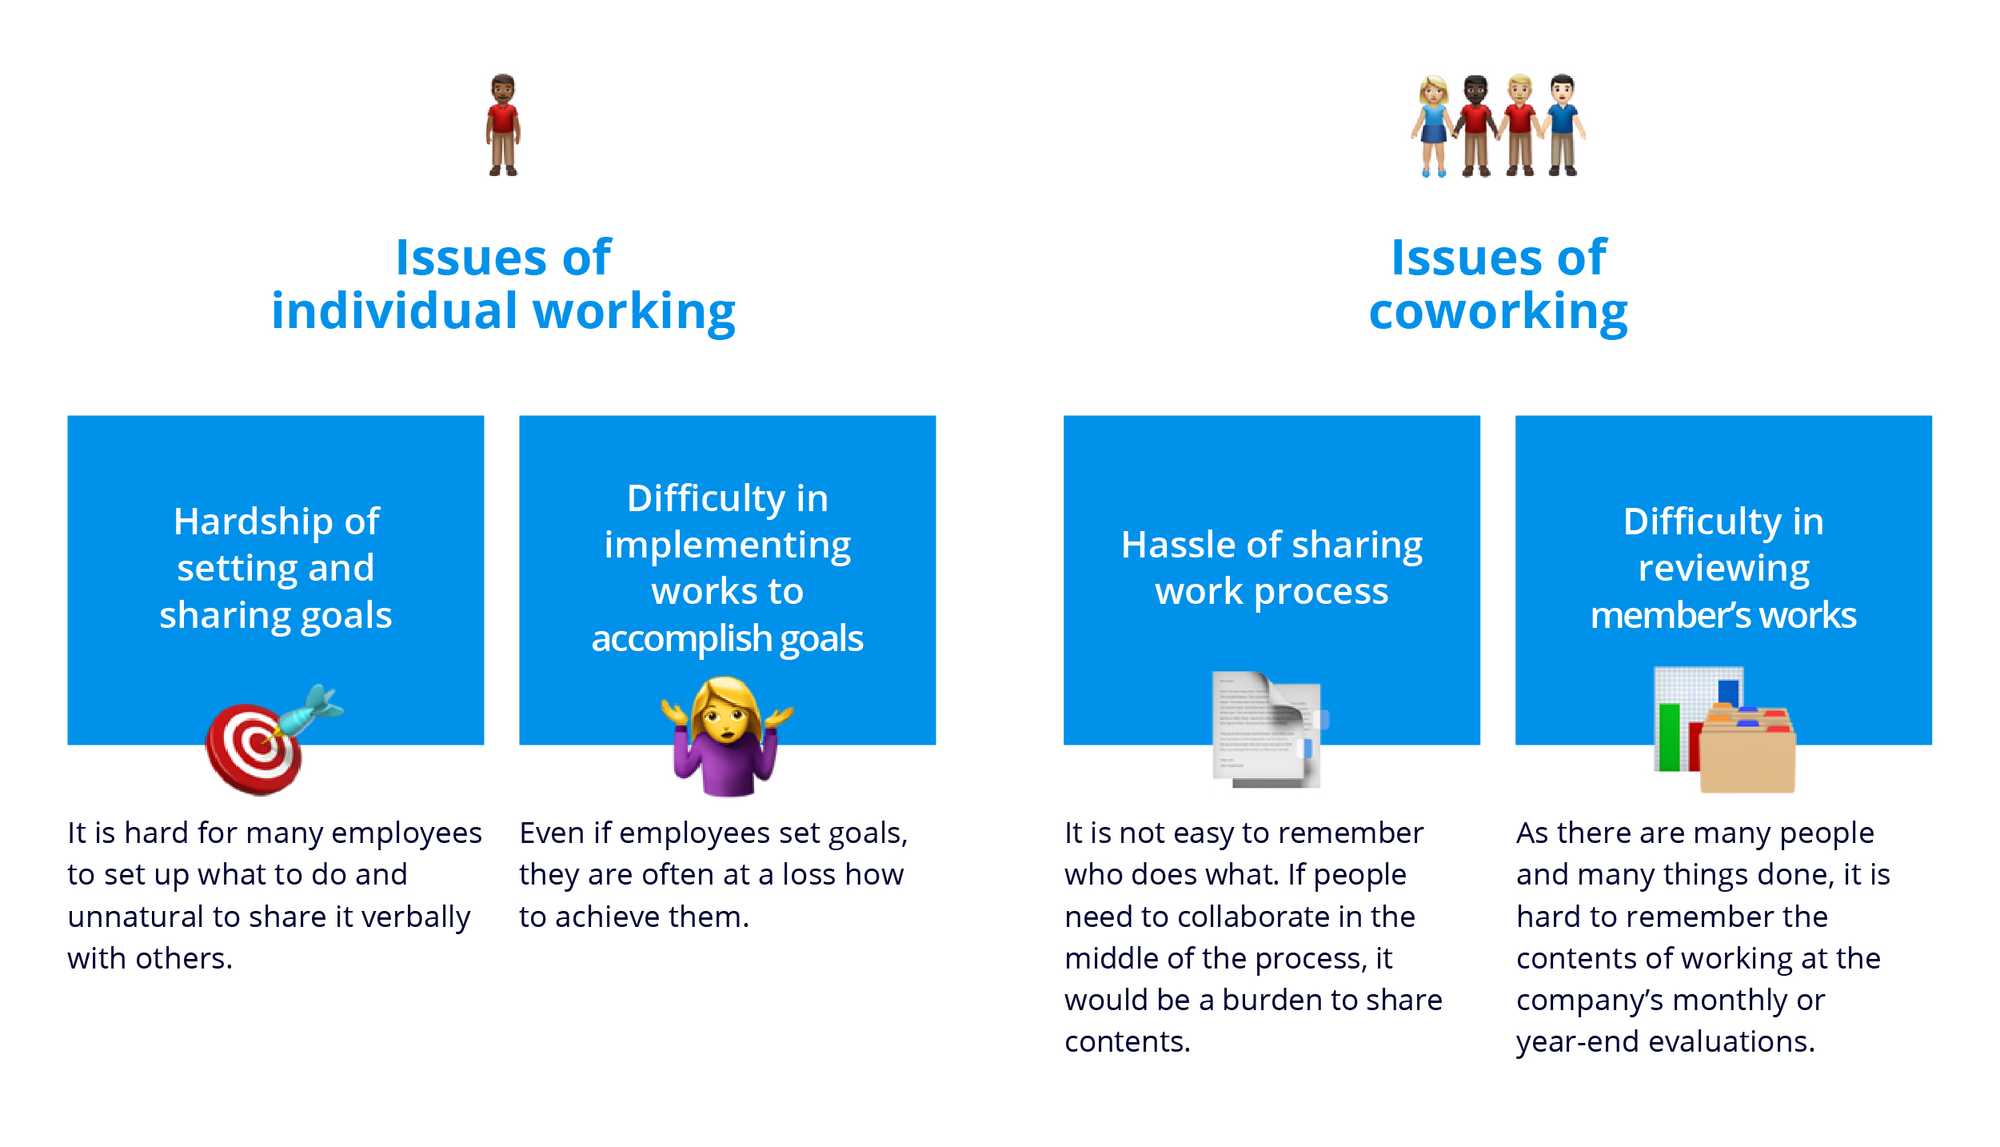 Issues of
individual working
Hardship of
setting and
sharing goals
It is hard for many employees
to set up what to do and
unnatural to share it verbally
with others.
Difficulty in
implementing
works to
accomplish goals
Even if employees set goals,
they are often at a loss how
to achieve them.
Issues of
coworking
Hassle of sharing
work process
It is not easy to remember
who does what. If people
need to collaborate in the
middle of the process, it
would be a burden to share
contents.
Difficulty in
reviewing
member’s works
As there are many people
and many things done, it is
hard to remember the
contents of working at the
company’s monthly or
year-end evaluations.